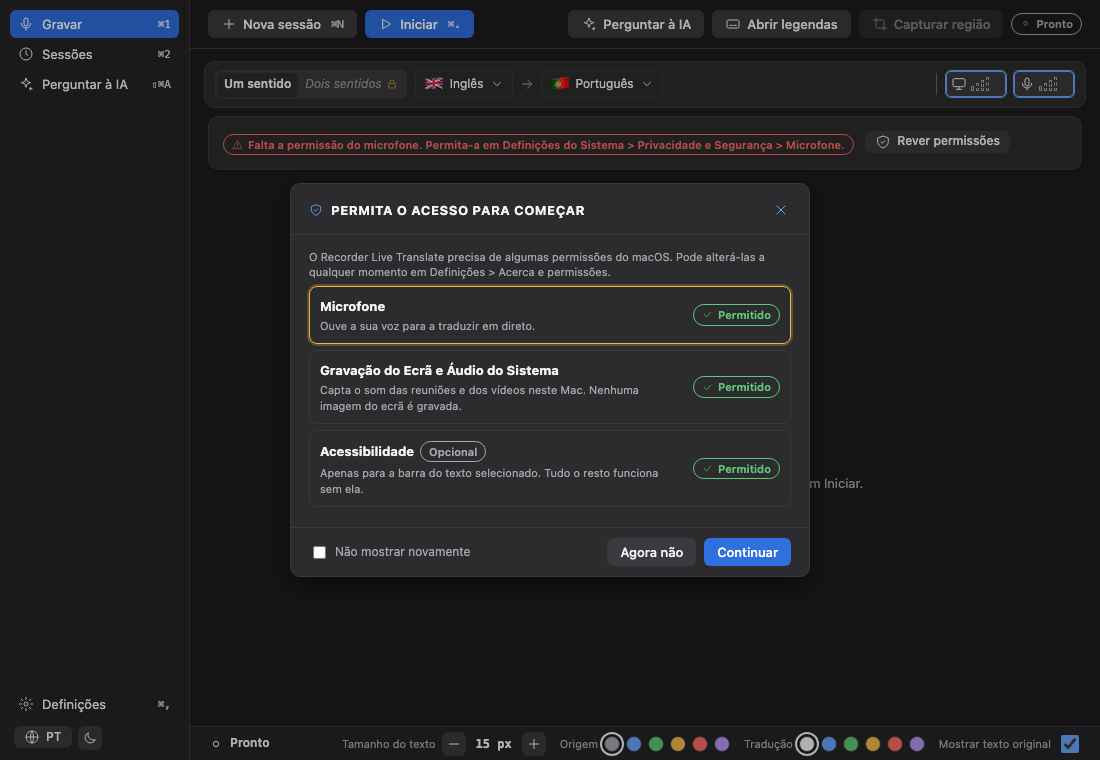 Gravar ⌘1
Sessões ⌘2
Perguntar à IA ⇧⌘A
Nova sessão ⌘N
Iniciar ⌘.
Perguntar à IA
Abrir legendas
Capturar região
Pronto
Um sentido
Dois sentidos
Inglês
Português
Falta a permissão do microfone. Permita-a em Definições do Sistema > Privacidade e Segurança > Microfone.
Rever permissões
PERMITA O ACESSO PARA COMEÇAR
O Recorder Live Translate precisa de algumas permissões do macOS. Pode alterá-las a
qualquer momento em Definições > Acerca e permissões.
Microfone
Ouve a sua voz para a traduzir em direto.
Permitido
Gravação do Ecrã e Áudio do Sistema
Capta o som das reuniões e dos vídeos neste Mac. Nenhuma
imagem do ecrã é gravada.
Permitido
Acessibilidade Opcional
Apenas para a barra do texto selecionado. Tudo o resto funciona
sem ela.
Permitido
m Iniciar.
Não mostrar novamente
Agora não
Continuar
Definições ⌘,
PT
Pronto
Tamanho do texto
15 px
Origem
Tradução
Mostrar texto original